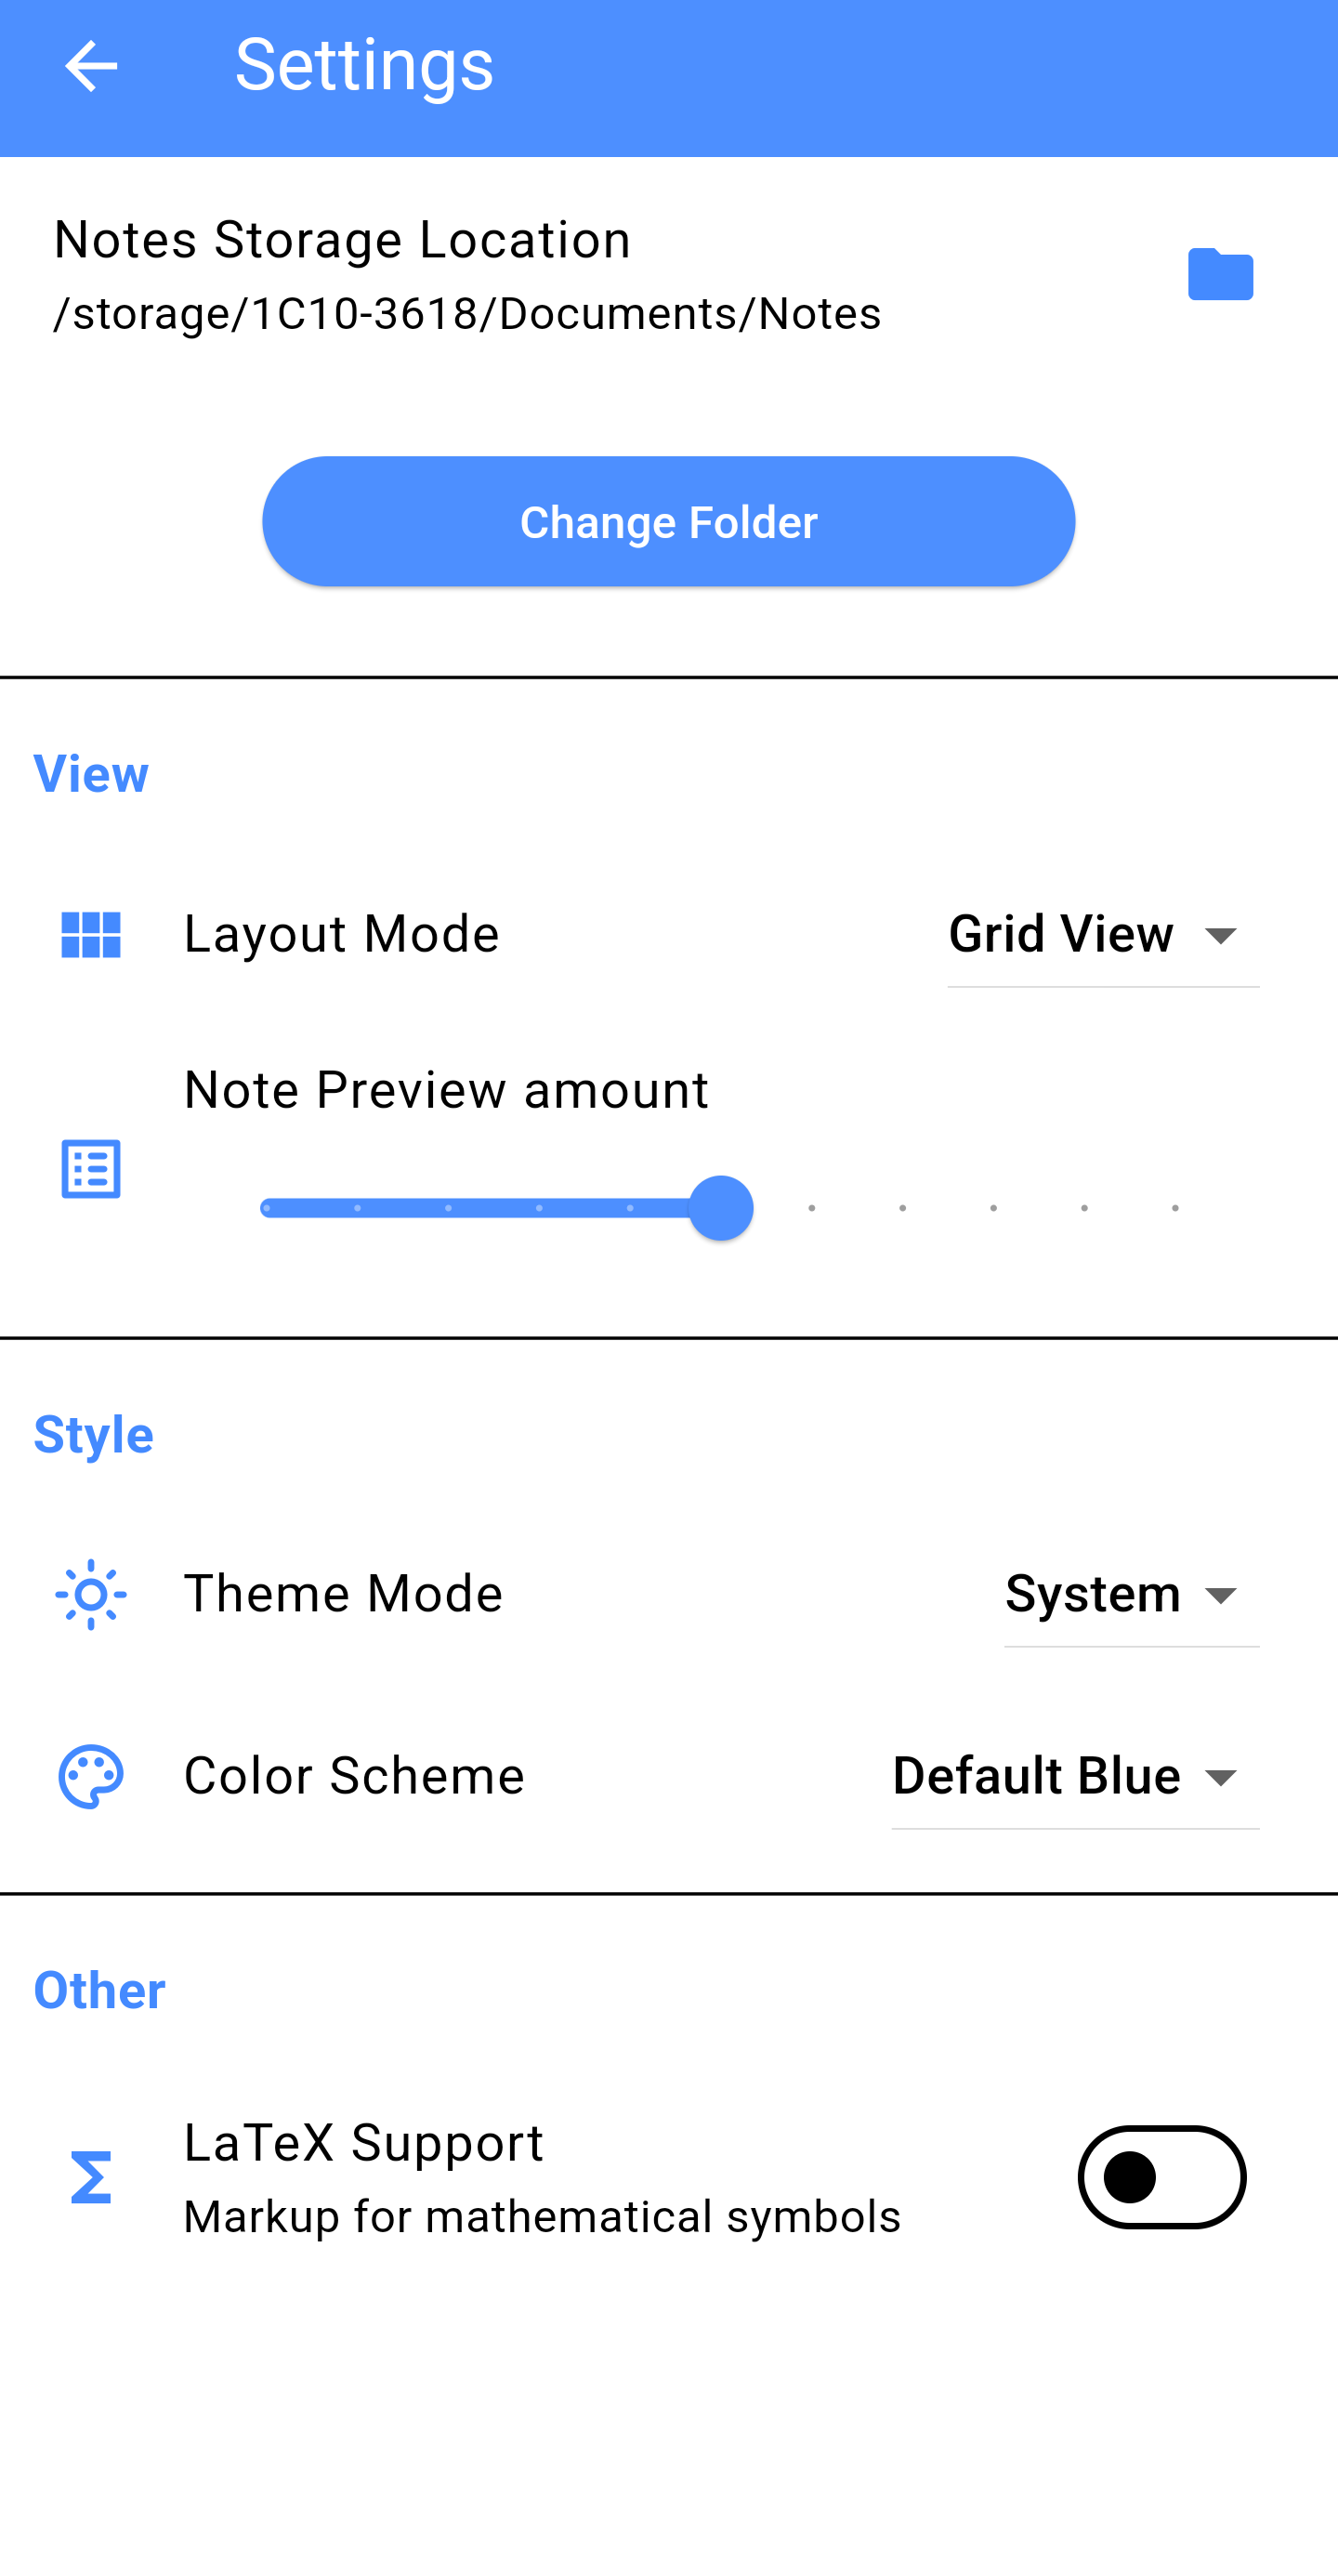 Settings
Notes Storage Location
/storage/1C10-3618/Documents/Notes
Change Folder
View
Layout Mode Grid View
Note Preview amount
Style
Theme Mode System
Color Scheme Default Blue
Other
LaTeX Support
Markup for mathematical symbols